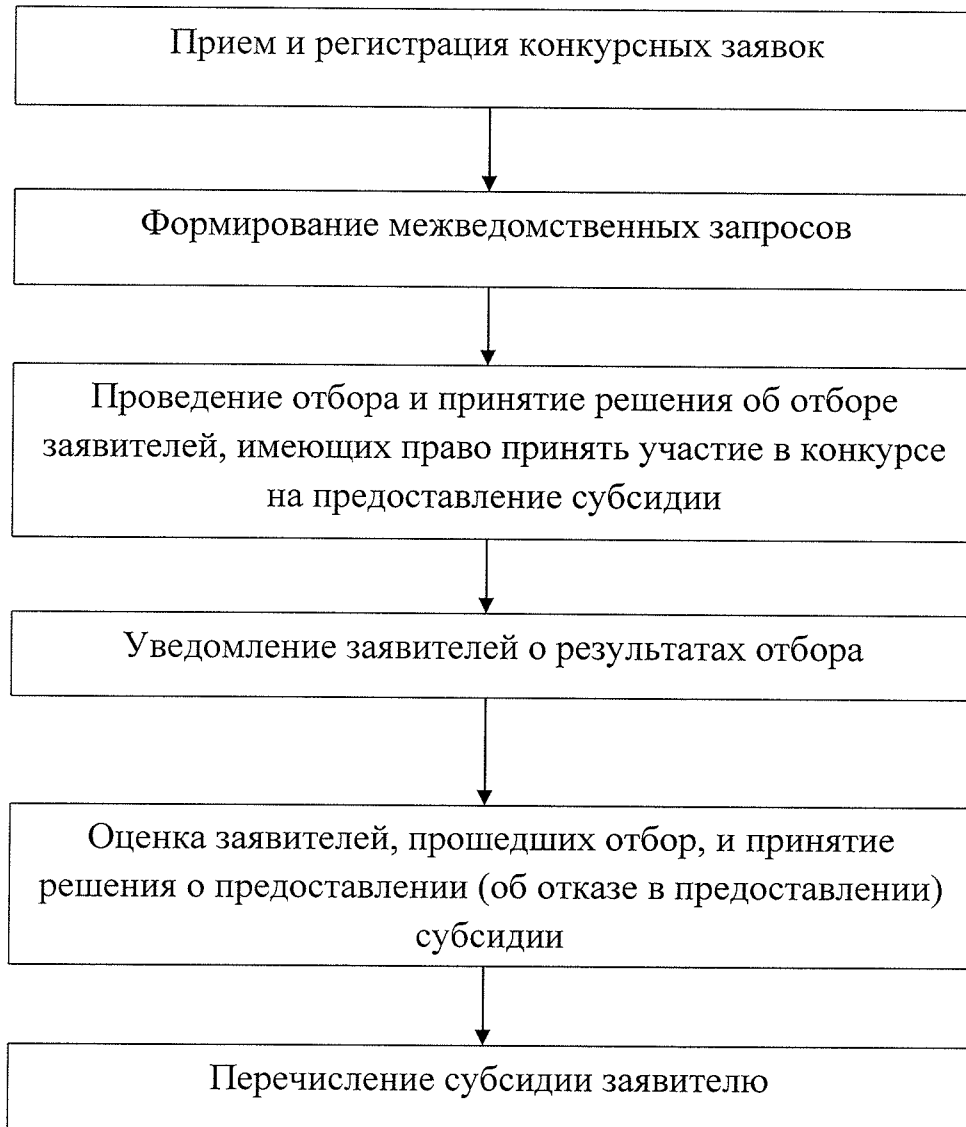 Прием и регистрация конкурсных заявок
Формирование межведомственных запросов
Проведение отбора и принятие решения об отборе
заявителей, имеющих право принять участие в конкурсе
на предоставление субсидии
Уведомление заявителей о результатах отбора
Оценка заявителей, прошедших отбор, и принятие
решения о предоставлении (об отказе в предоставлении)
субсидии
Перечисление субсидии заявителю